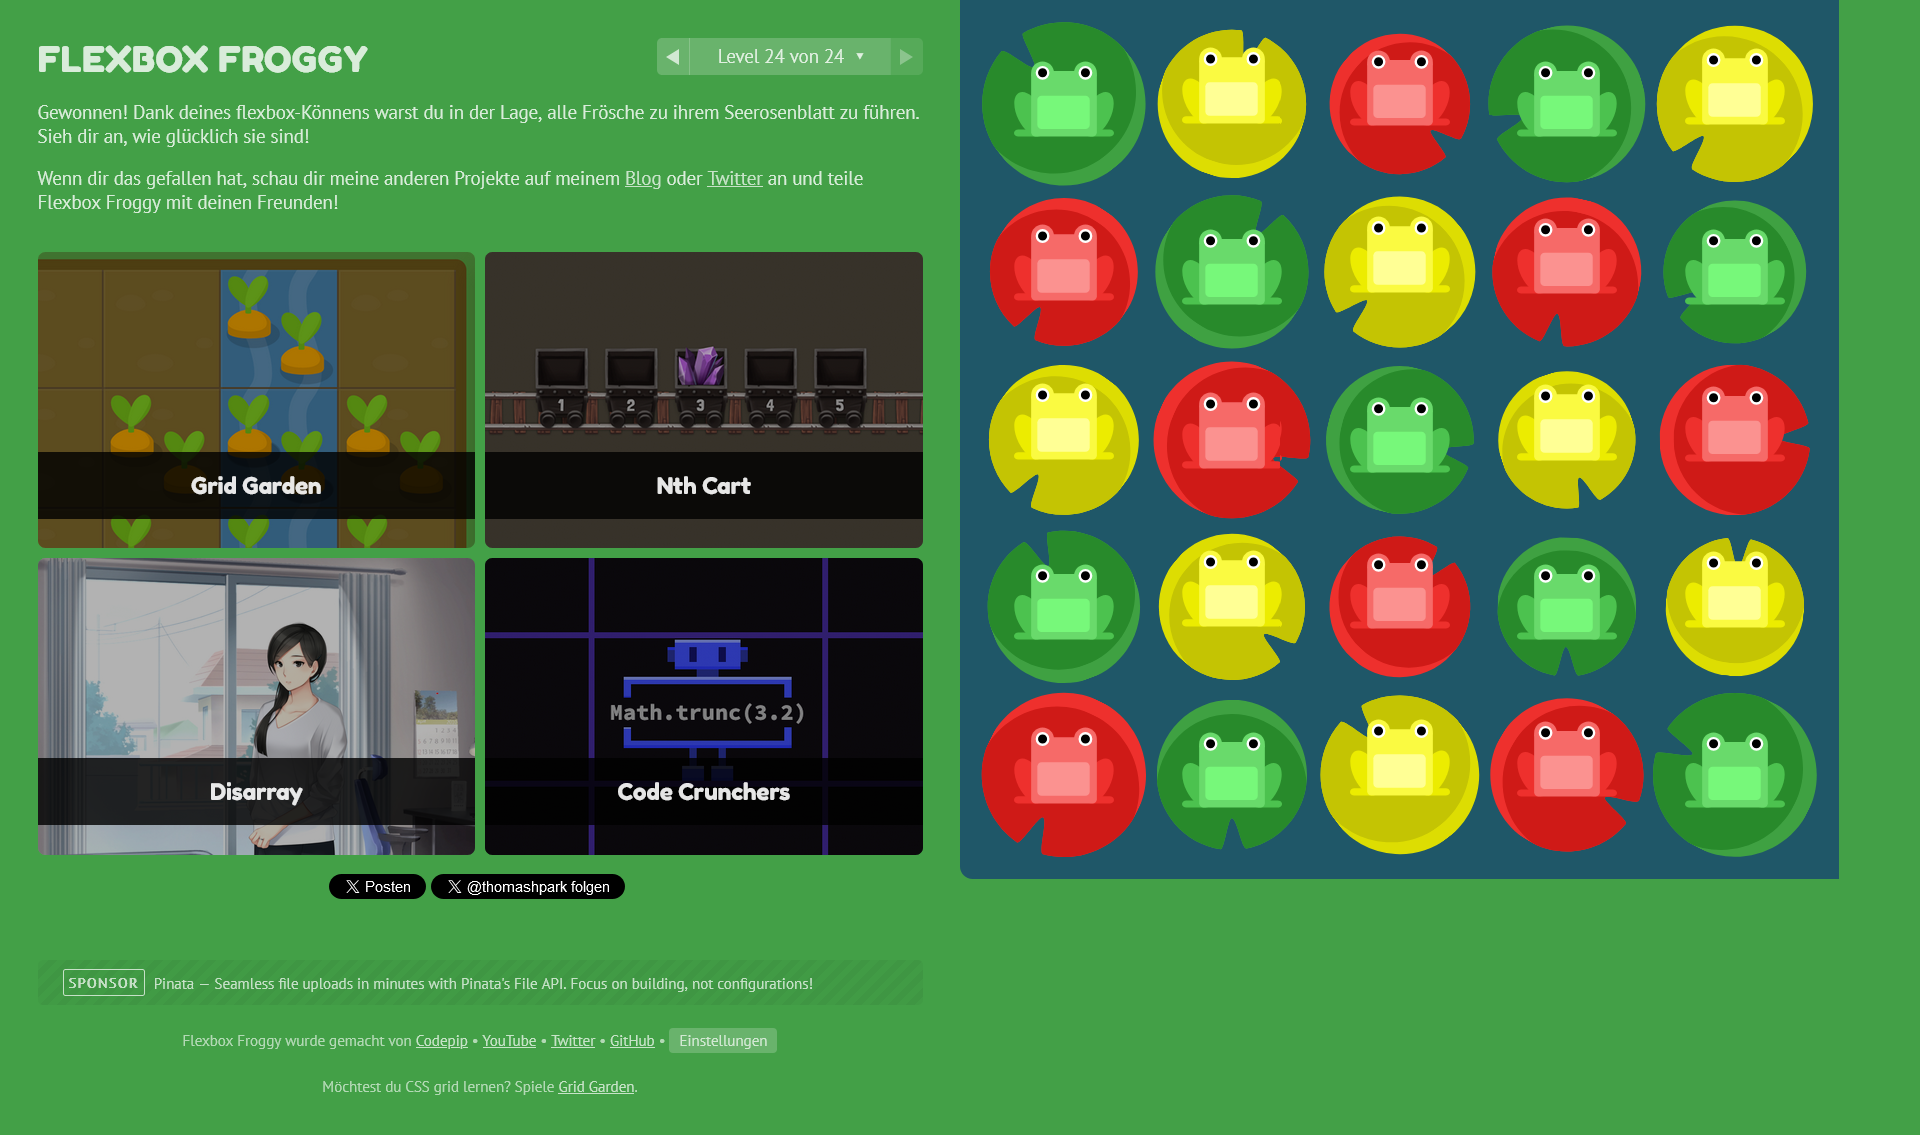 FLEXBOX FROGGY
Level 24 von 24
Gewonnen! Dank deines flexbox-Könnens warst du in der Lage, alle Frösche zu ihrem Seerosenblatt zu führen.
Sieh dir an, wie glücklich sie sind!
Wenn dir das gefallen hat, schau dir meine anderen Projekte auf meinem Blog oder Twitter an und teile
Flexbox Froggy mit deinen Freunden!
Grid Garden
1 2 3 4 5
Nth Cart
Disarray
Math.trunc(3.2)
Code Crunchers
Posten
@thomashpark folgen
SPONSOR Pinata — Seamless file uploads in minutes with Pinata's File API. Focus on building, not configurations!
Flexbox Froggy wurde gemacht von Codepip • YouTube • Twitter • GitHub • Einstellungen
Möchtest du CSS grid lernen? Spiele Grid Garden.